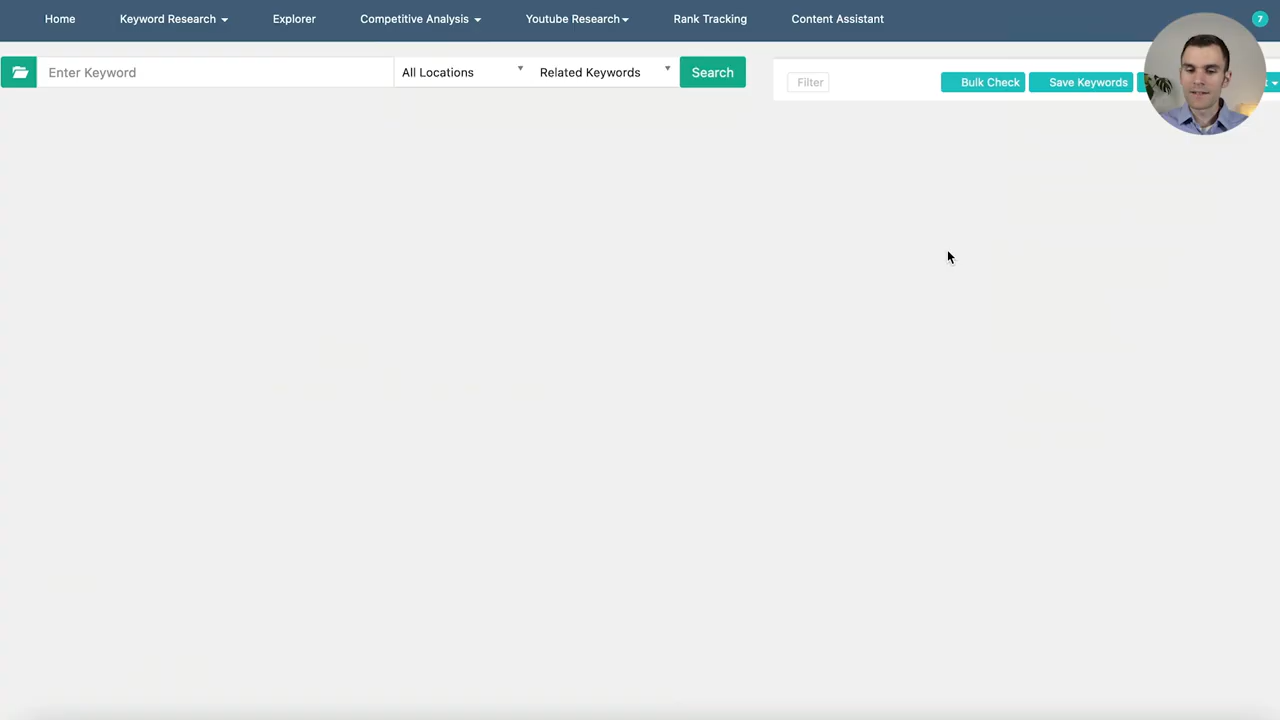 Home Keyword Research Explorer Competitive Analysis Youtube Research Rank Tracking Content Assistant 7
Enter Keyword All Locations Related Keywords Search Filter Bulk Check Save Keywords